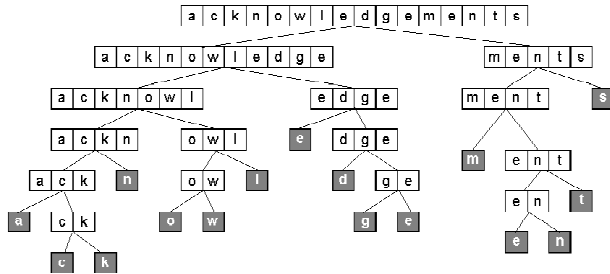 acknowledgements
acknowledge ments
acknowl edge ment s
ackn owl e dge m ent
ack n ow l d ge en t
a ck o w g e e n
c k